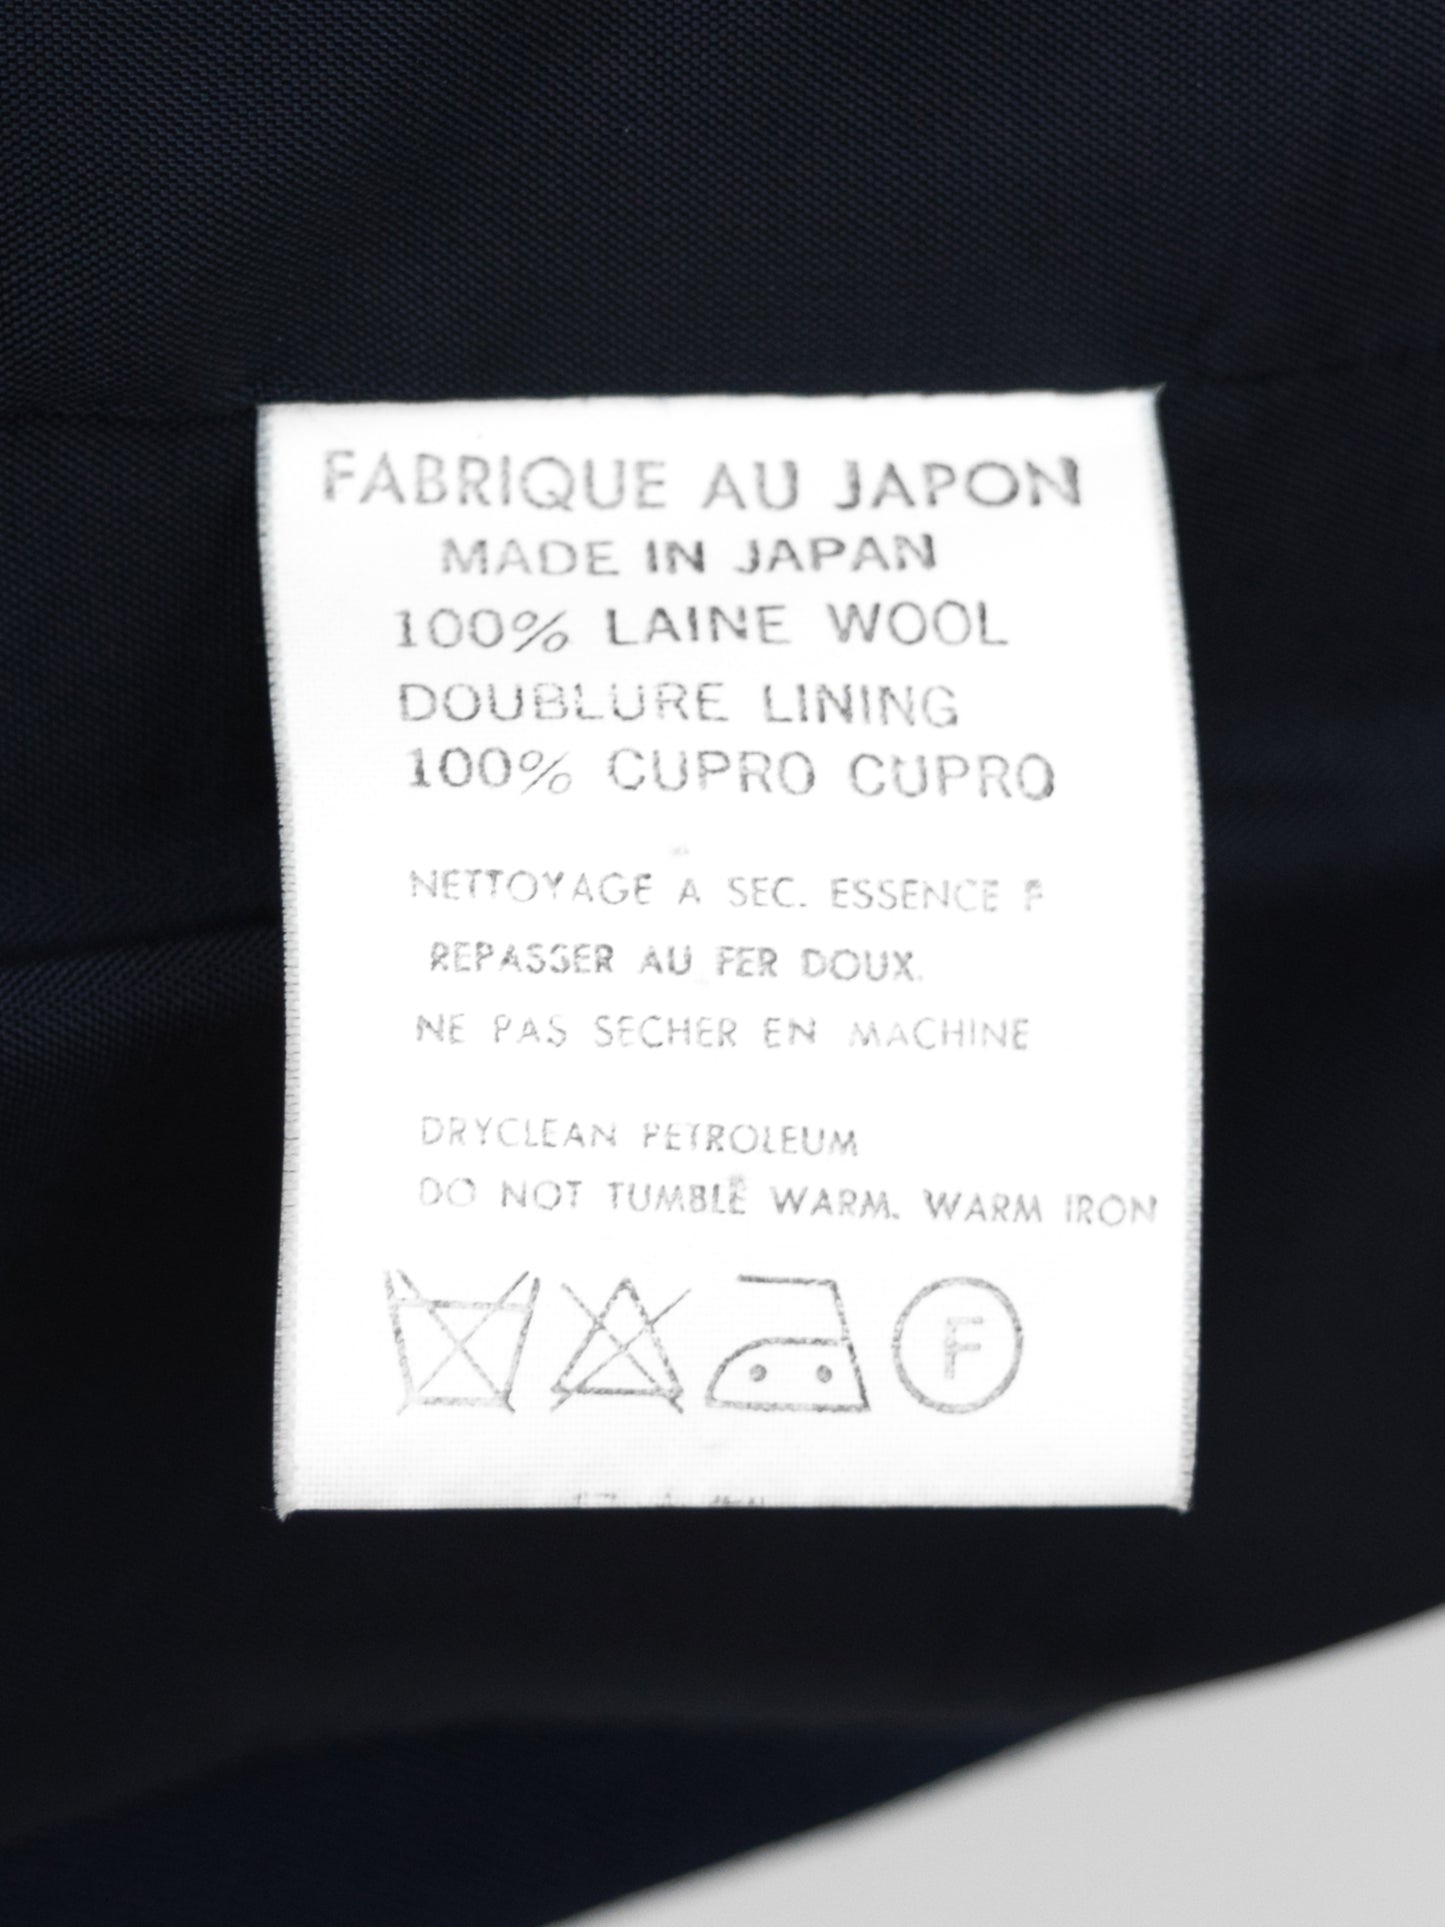 FABRIQUE AU JAPON
MADE IN JAPAN
100% LAINE WOOL
DOUBLURE LINING
100% CUPRO CUPRO
NETTOYAGE A SEC. ESSENCE F
REPASSER AU FER DOUX.
NE PAS SECHER EN MACHINE
DRYCLEAN PETROLEUM
DO NOT TUMBLE WARM. WARM IRON
F